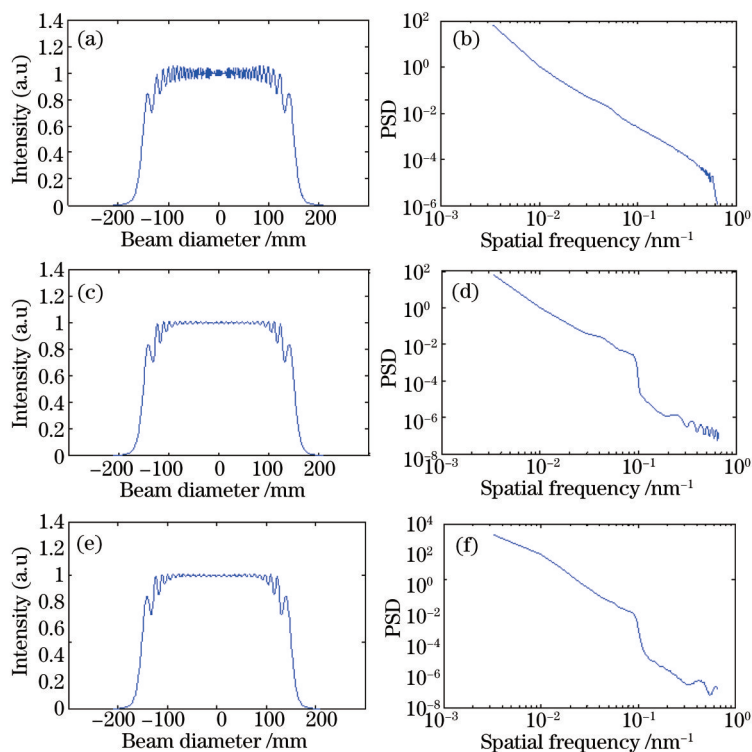 (a)
Intensity (a.u)
1.4
1.2
1
0.8
0.6
0.4
0.2
0
−200 −100 0 100 200
Beam diameter /mm
(b)
PSD
10²
10⁰
10⁻²
10⁻⁴
10⁻⁶
10⁻³ 10⁻² 10⁻¹ 10⁰
Spatial frequency /nm⁻¹
(c)
Intensity (a.u)
1.4
1.2
1
0.8
0.6
0.4
0.2
0
−200 −100 0 100 200
Beam diameter /mm
(d)
PSD
10²
10⁰
10⁻²
10⁻⁴
10⁻⁶
10⁻⁸
10⁻³ 10⁻² 10⁻¹ 10⁰
Spatial frequency /nm⁻¹
(e)
Intensity (a.u)
1.4
1.2
1
0.8
0.6
0.4
0.2
0
−200 −100 0 100 200
Beam diameter /mm
(f)
PSD
10⁴
10²
10⁰
10⁻²
10⁻⁴
10⁻⁶
10⁻⁸
10⁻³ 10⁻² 10⁻¹ 10⁰
Spatial frequency /nm⁻¹